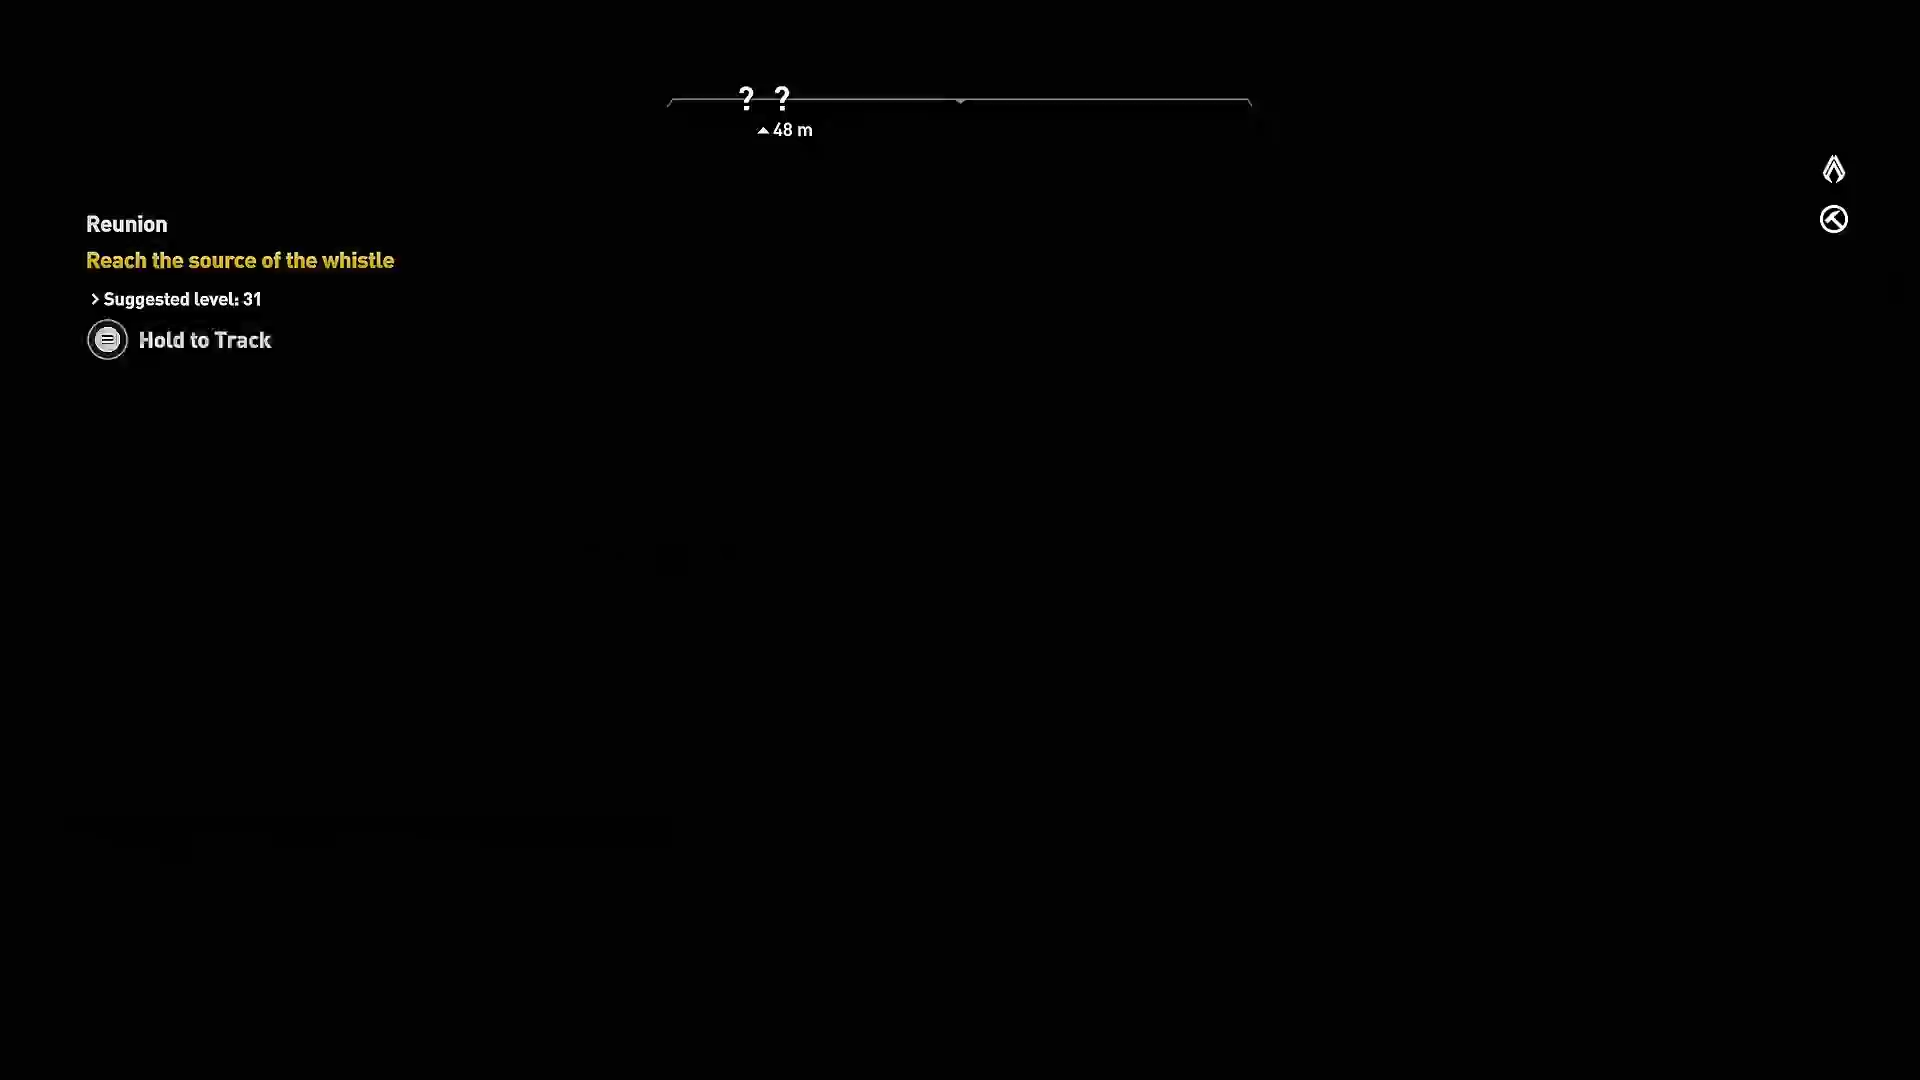 ? ?
48 m
Reunion
Reach the source of the whistle
> Suggested level: 31
Hold to Track